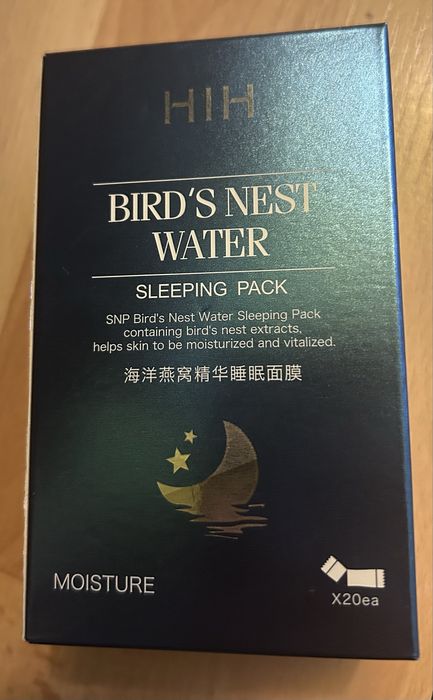 HIH
BIRD'S NEST
WATER
SLEEPING PACK
SNP Bird's Nest Water Sleeping Pack
containing bird's nest extracts,
helps skin to be moisturized and vitalized.
海洋燕窝精华睡眠面膜
MOISTURE
X20ea